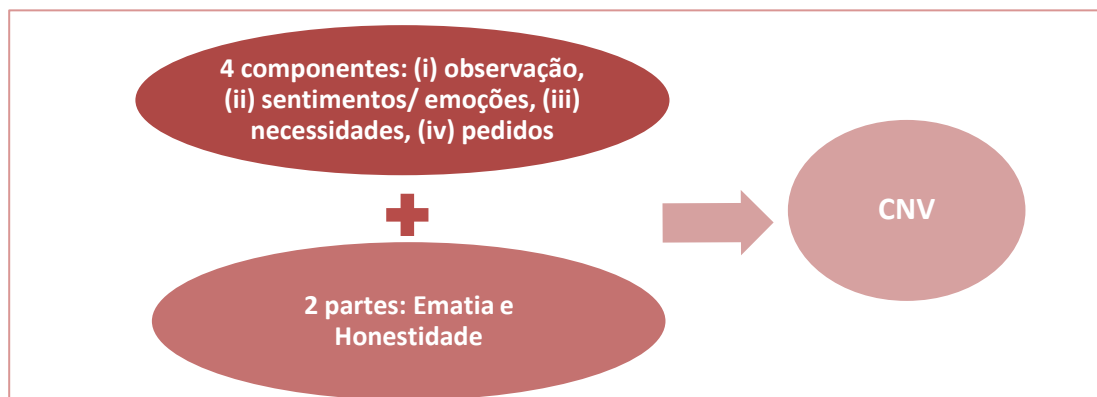 4 componentes: (i) observação,
(ii) sentimentos/ emoções, (iii)
necessidades, (iv) pedidos
2 partes: Ematia e
Honestidade
CNV